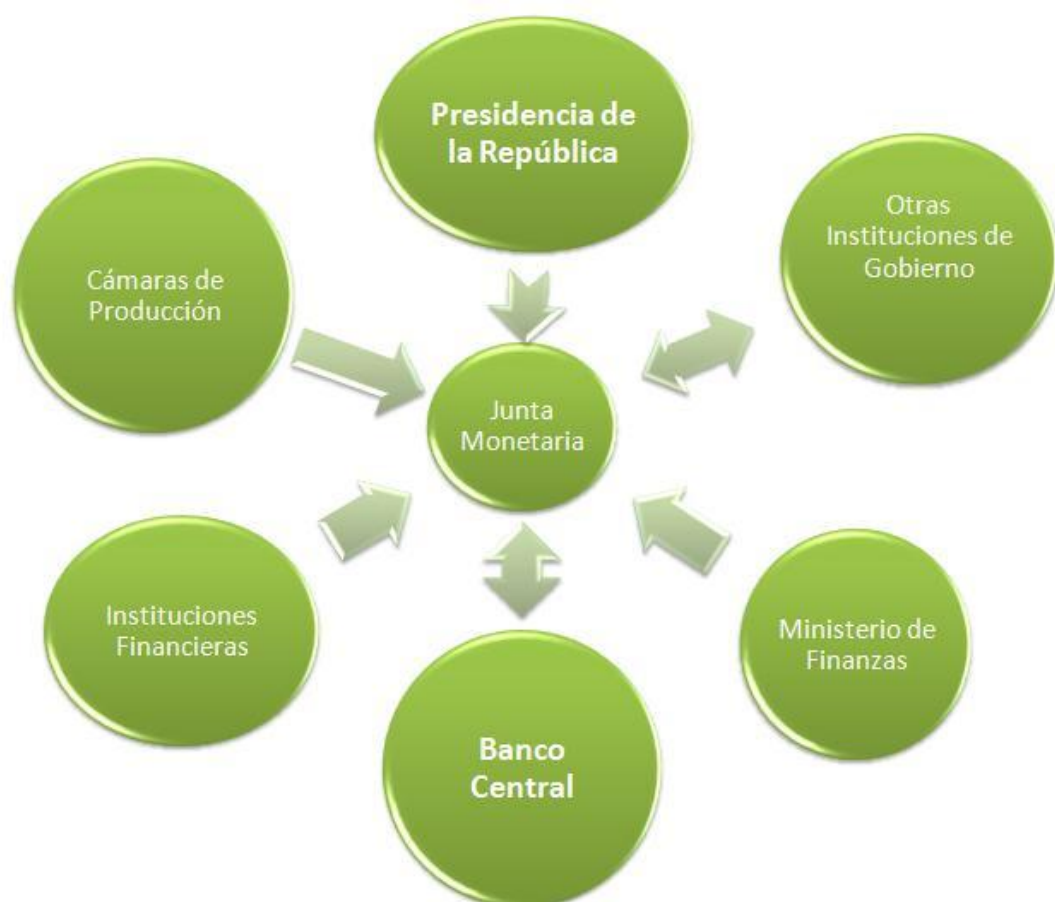 Presidencia de
la República
Otras
Instituciones de
Gobierno
Cámaras de
Producción
Junta
Monetaria
Instituciones
Financieras
Ministerio de
Finanzas
Banco
Central